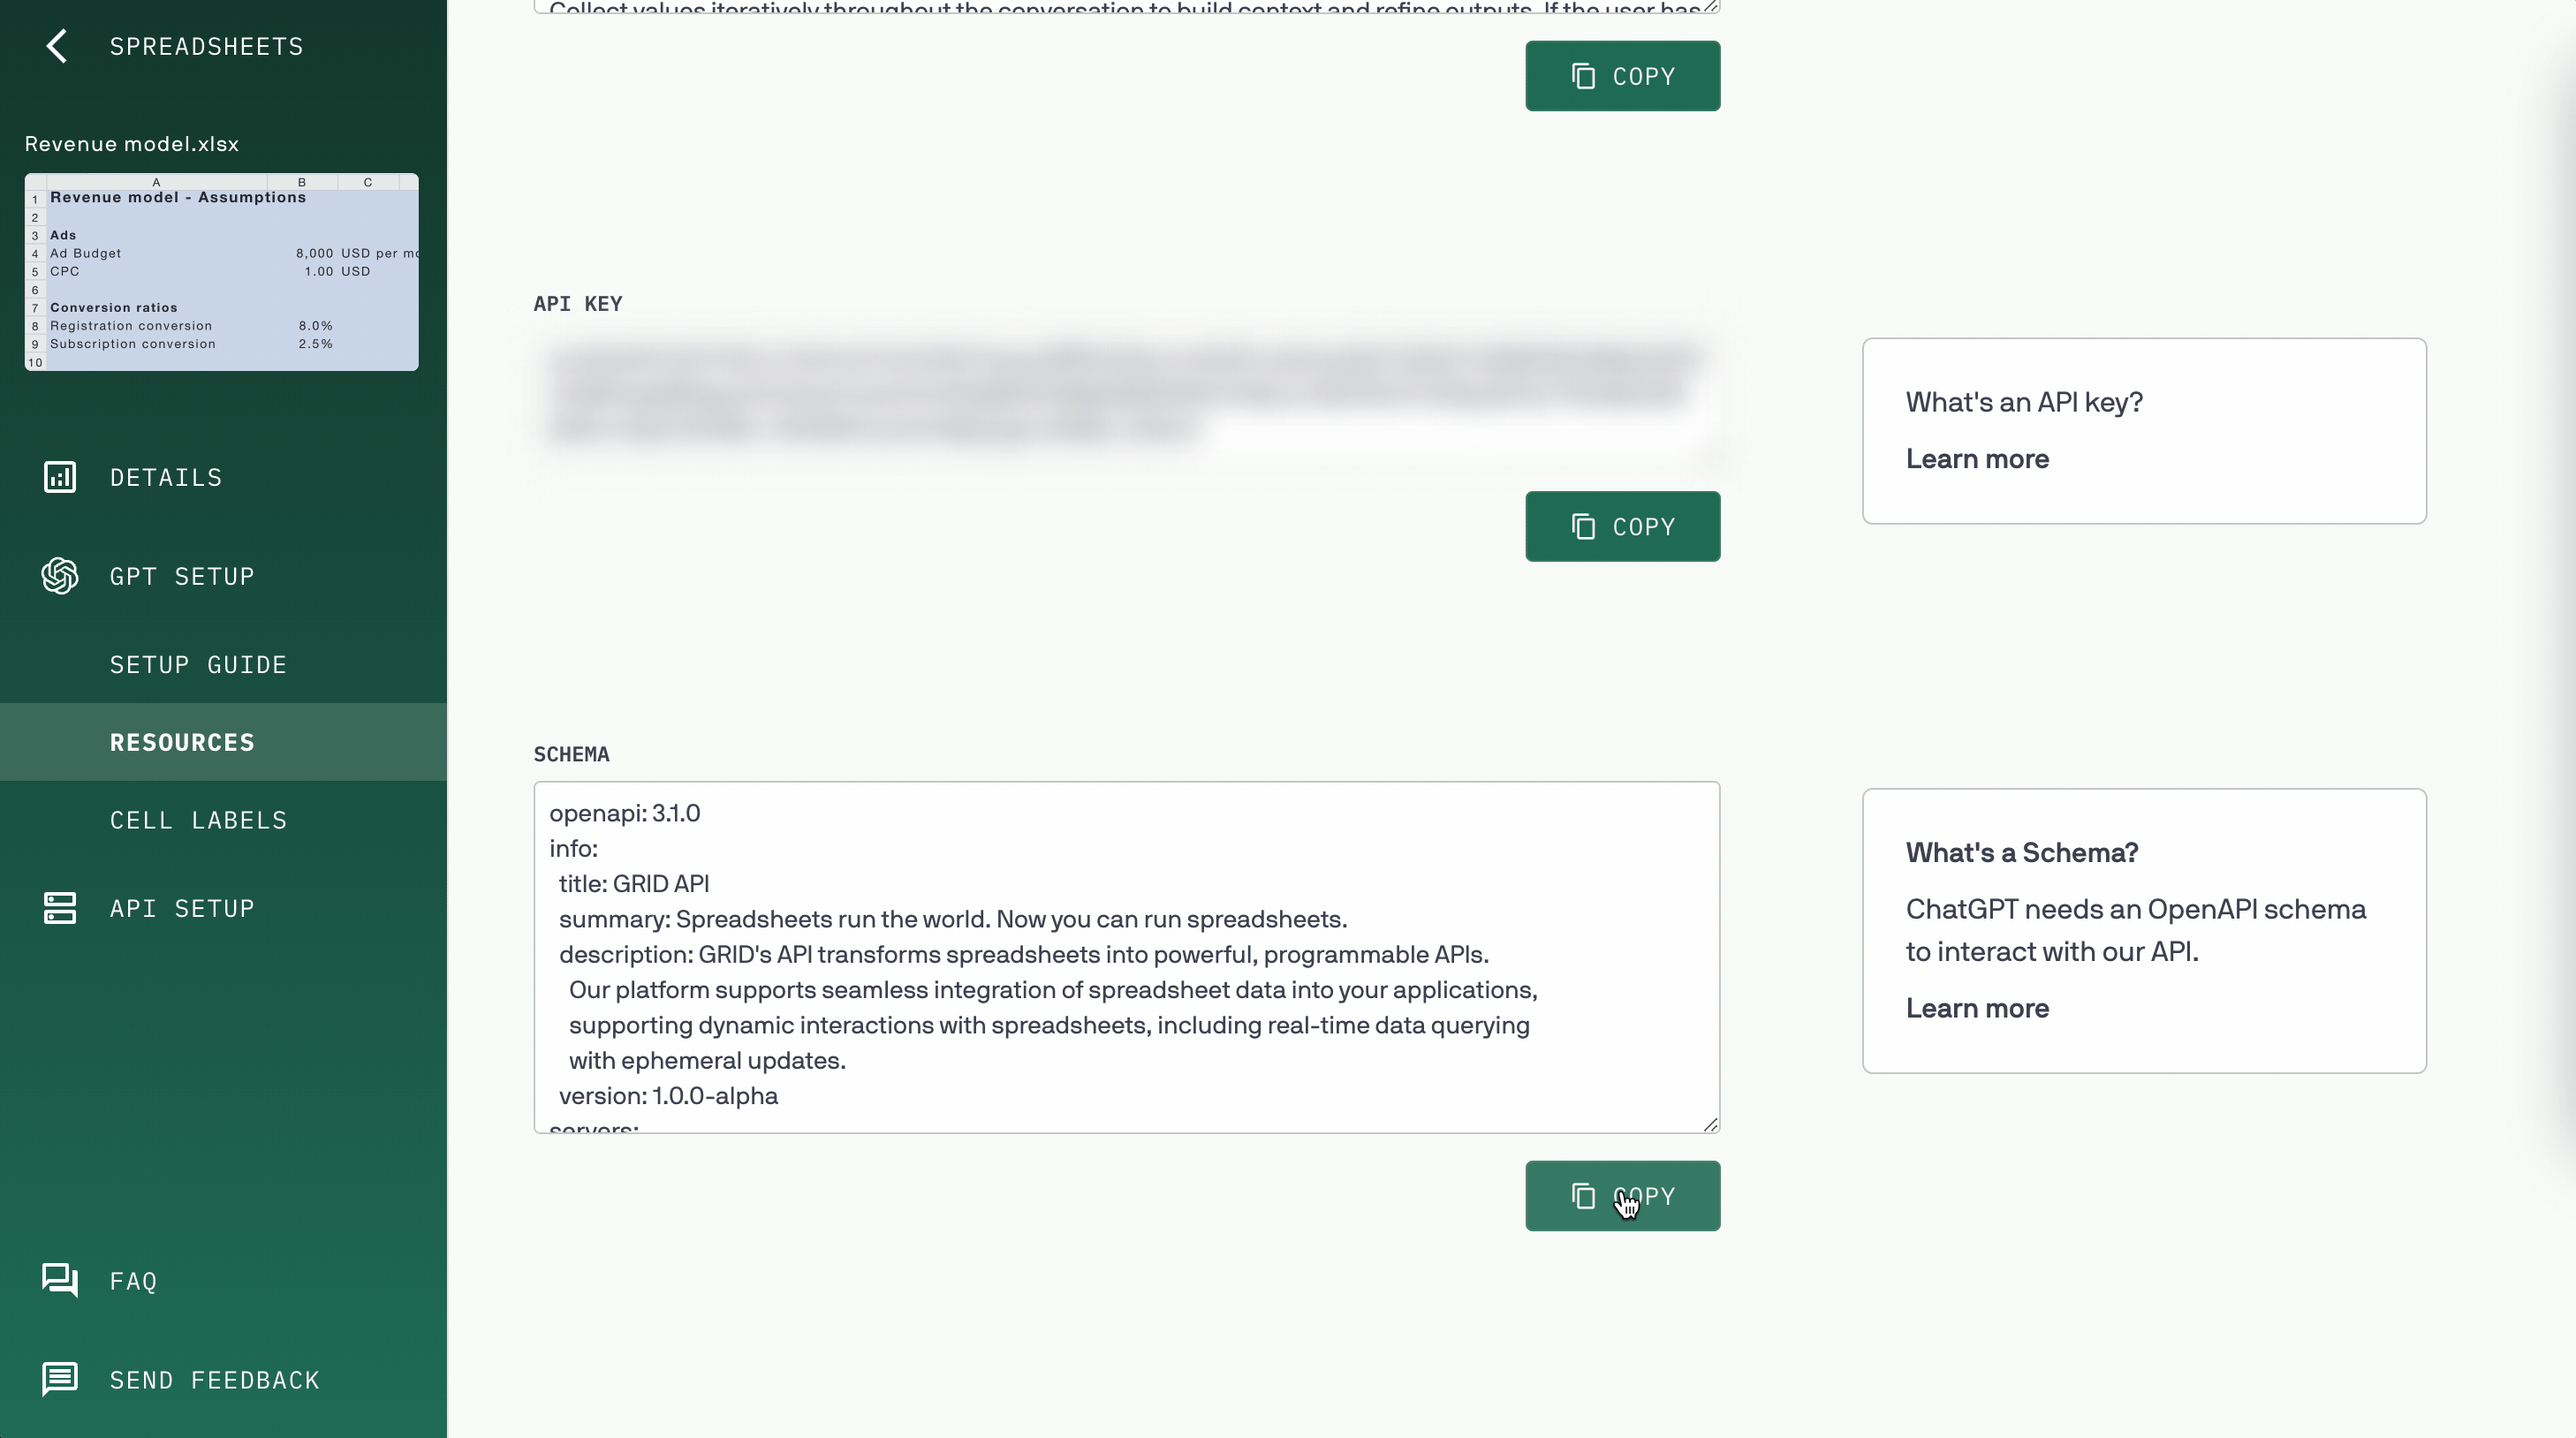 SPREADSHEETS
Revenue model.xlsx
A B C
1 Revenue model - Assumptions
2
3 Ads
4 Ad Budget 8,000 USD per mo
5 CPC 1.00 USD
6
7 Conversion ratios
8 Registration conversion 8.0%
9 Subscription conversion 2.5%
10
DETAILS
GPT SETUP
SETUP GUIDE
RESOURCES
CELL LABELS
API SETUP
FAQ
SEND FEEDBACK
Collect values iteratively throughout the conversation to build context and refine outputs. If the user has
COPY
API KEY
COPY
What's an API key?
Learn more
SCHEMA
openapi: 3.1.0
info:
title: GRID API
summary: Spreadsheets run the world. Now you can run spreadsheets.
description: GRID's API transforms spreadsheets into powerful, programmable APIs.
Our platform supports seamless integration of spreadsheet data into your applications,
supporting dynamic interactions with spreadsheets, including real-time data querying
with ephemeral updates.
version: 1.0.0-alpha
servers:
COPY
What's a Schema?
ChatGPT needs an OpenAPI schema
to interact with our API.
Learn more